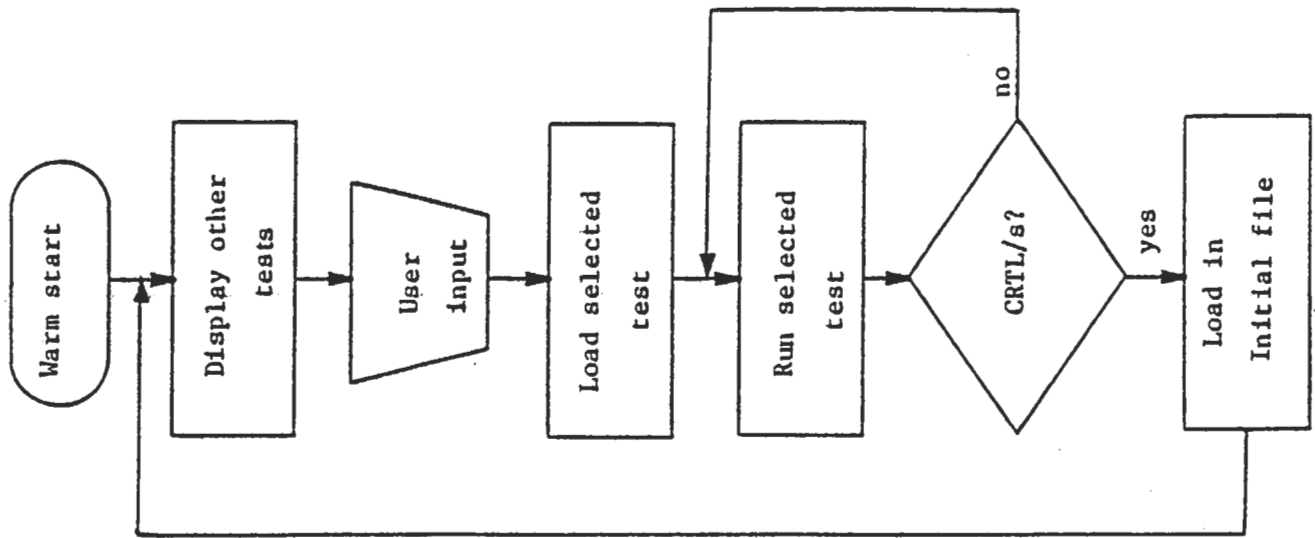 Warm start
Display other
tests
User
input
Load selected
test
Run selected
test
CRTL/s?
no
yes
Load in
Initial file